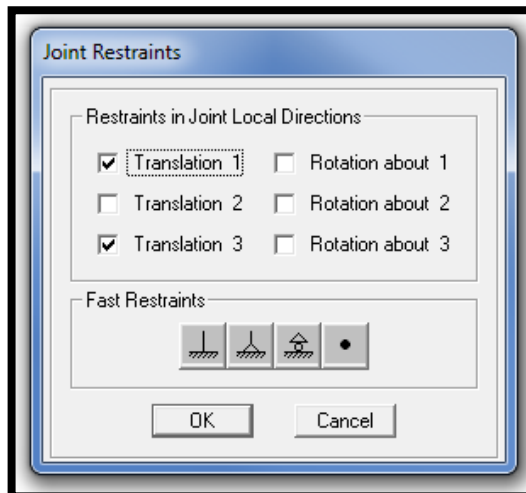 Joint Restraints
Restraints in Joint Local Directions
Translation 1 Rotation about 1
Translation 2 Rotation about 2
Translation 3 Rotation about 3
Fast Restraints
OK Cancel